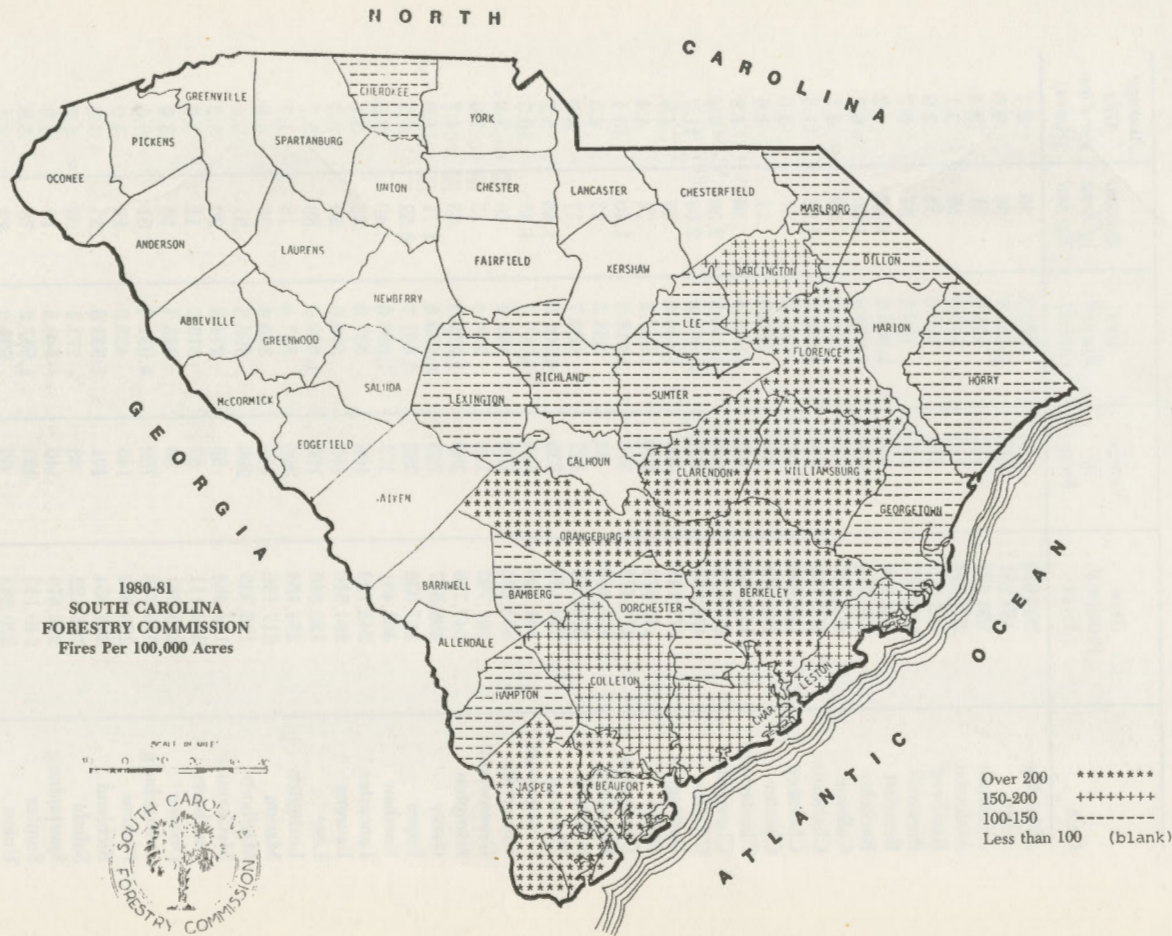 NORTH
CAROLINA
GREENVILLE
CHEROKEE
PICKENS
SPARTANBURG
YORK
OCONEE
UNION
CHESTER
LANCASTER
CHESTERFIELD
MARLBORO
ANDERSON
LAURENS
FAIRFIELD
KERSHAW
DARLINGTON
DILLON
NEWBERRY
ABBEVILLE
GREENWOOD
LEE
MARION
FLORENCE
SALUDA
RICHLAND
HORRY
McCORMICK
LEXINGTON
SUMTER
EDGEFIELD
CALHOUN
CLARENDON
WILLIAMSBURG
GEORGIA
AIKEN
GEORGETOWN
ORANGEBURG
BARNWELL
BAMBERG
DORCHESTER
BERKELEY
ALLENDALE
COLLETON
HAMPTON
CHARLESTON
JASPER
BEAUFORT
ATLANTIC OCEAN
1980-81
SOUTH CAROLINA
FORESTRY COMMISSION
Fires Per 100,000 Acres
SCALE IN MILES
SOUTH CAROLINA
FORESTRY COMMISSION
Over 200 ********
150-200 ++++++++
100-150 --------
Less than 100 (blank)